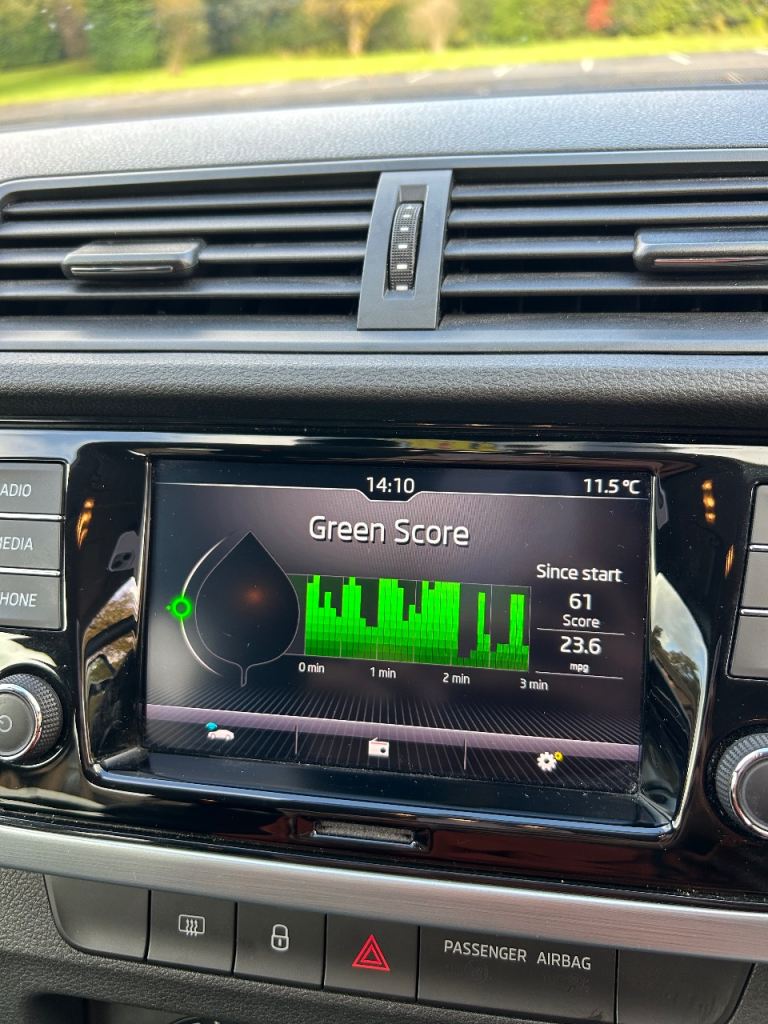 14:10
11.5°C
Green Score
Since start
61
Score
23.6
mpg
0 min
1 min
2 min
3 min
ADIO
MEDIA
HONE
PASSENGER AIRBAG